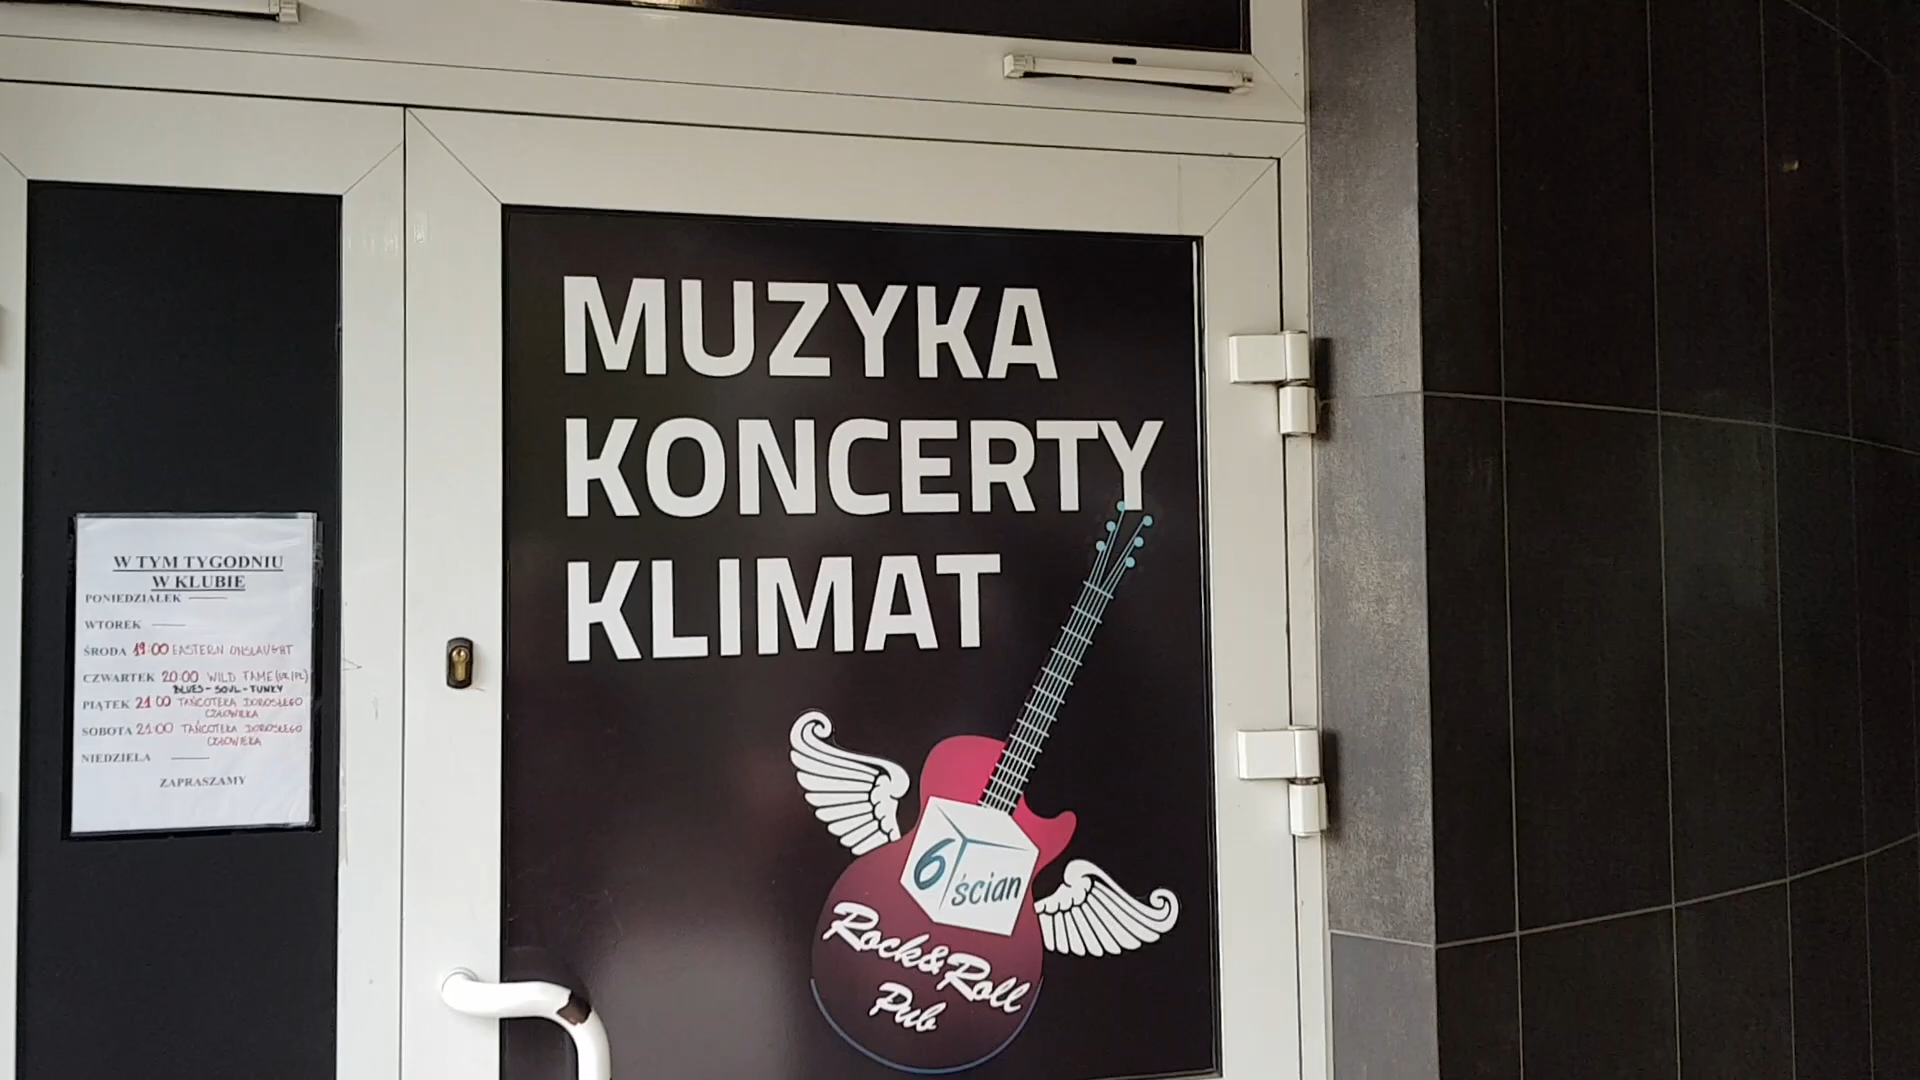 W TYM TYGODNIU
W KLUBIE
PONIEDZIAŁEK —
WTOREK —
ŚRODA 19:00 EASTERN ONSLAUGHT
CZWARTEK 20:00 WILD TAME
BLUES-SOUL-FUNKY
PIĄTEK 21 00 TAŃCOTEKA DOROSŁEGO
CZŁOWIEKA
SOBOTA 21:00 TAŃCOTEKA DOROSŁEGO
CZŁOWIEKA
NIEDZIELA —
ZAPRASZAMY
MUZYKA
KONCERTY
KLIMAT
6 ścian
Rock&Roll
Pub